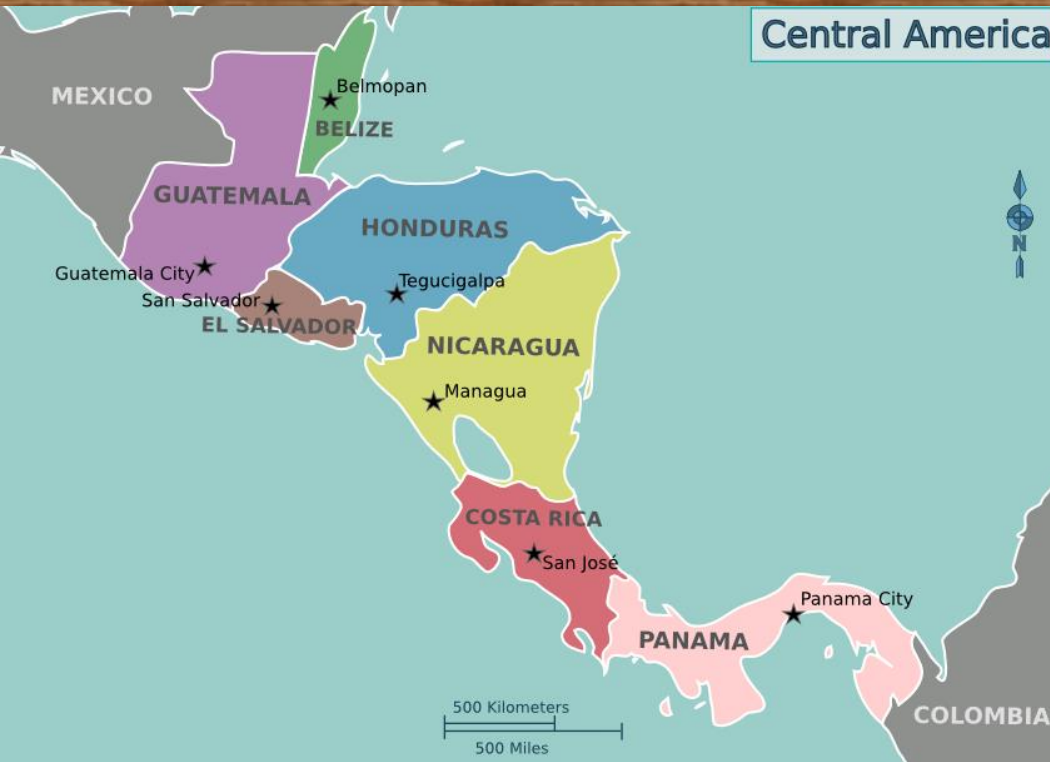 Central America
MEXICO
Belmopan
BELIZE
GUATEMALA
HONDURAS
N
Guatemala City
Tegucigalpa
San Salvador
EL SALVADOR
NICARAGUA
Managua
COSTA RICA
San José
Panama City
PANAMA
500 Kilometers
COLOMBIA
500 Miles